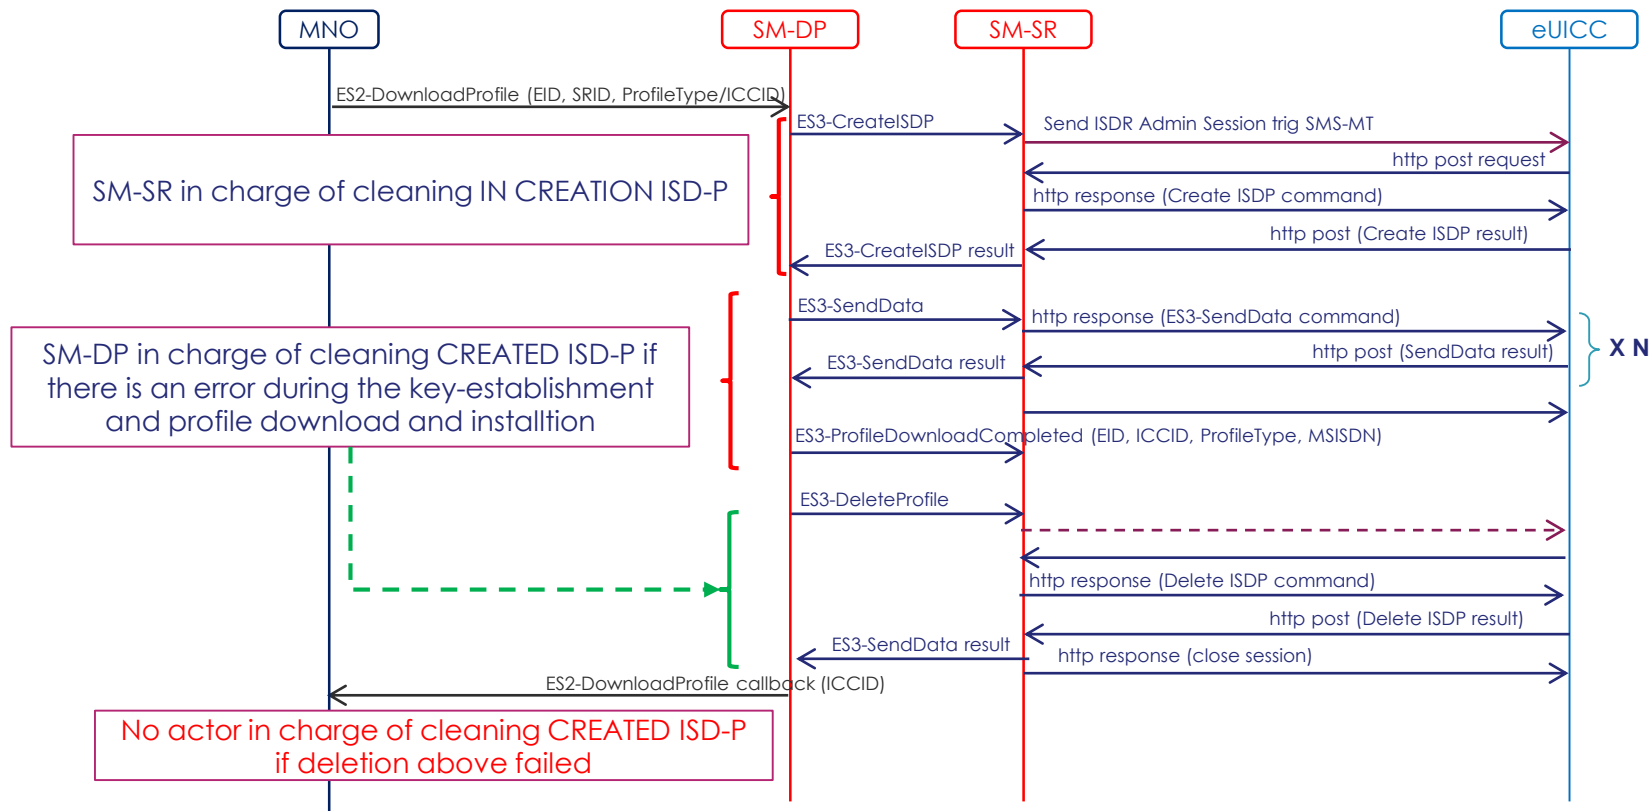 MNO
SM-DP
SM-SR
eUICC
ES2-DownloadProfile (EID, SRID, ProfileType/ICCID)
ES3-CreateISDP
Send ISDR Admin Session trig SMS-MT
http post request
SM-SR in charge of cleaning IN CREATION ISD-P
http response (Create ISDP command)
http post (Create ISDP result)
ES3-CreateISDP result
ES3-SendData
http response (ES3-SendData command)
http post (SendData result)
X N
ES3-SendData result
SM-DP in charge of cleaning CREATED ISD-P if
there is an error during the key-establishment
and profile download and installtion
ES3-ProfileDownloadCompleted (EID, ICCID, ProfileType, MSISDN)
ES3-DeleteProfile
http response (Delete ISDP command)
http post (Delete ISDP result)
ES3-SendData result
http response (close session)
ES2-DownloadProfile callback (ICCID)
No actor in charge of cleaning CREATED ISD-P
if deletion above failed